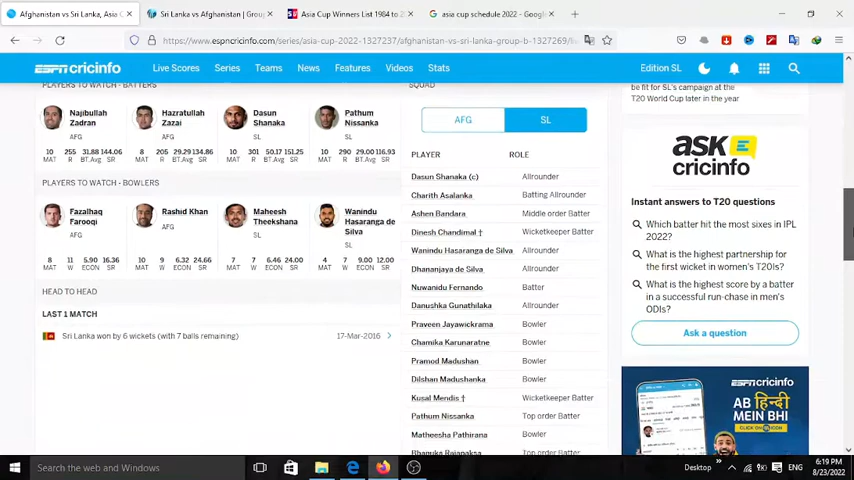 Afghanistan vs Sri Lanka, Asia C
Sri Lanka vs Afghanistan | Group
Asia Cup Winners List 1984 to 2
asia cup schedule 2022 - Google
https://www.espncricinfo.com/series/asia-cup-2022-1327237/afghanistan-vs-sri-lanka-group-b-1327269/li
ESPN cricinfo
Live Scores Series Teams News Features Videos Stats
Edition SL
PLAYERS TO WATCH - BATTERS
Najibullah Zadran
AFG
10 M 255 R 31.88 BT.Avg 144.06 SR
Hazratullah Zazai
AFG
8 MAT 205 R 29.29 BT.Avg 134.86 SR
Dasun Shanaka
SL
10 MAT 301 R 50.17 BT.Avg 151.25 SR
Pathum Nissanka
SL
10 MAT 290 R 29.00 BT.Avg 116.93 SR
PLAYERS TO WATCH - BOWLERS
Fazalhaq Farooqi
AFG
8 M 11 W 5.90 ECON 16.36 SR
Rashid Khan
AFG
10 M 9 W 6.32 ECON 24.66 SR
Maheesh Theekshana
SL
7 M 7 W 6.46 ECON 24.00 SR
Wanindu Hasaranga de Silva
SL
4 M 7 W 9.00 ECON 12.00 SR
HEAD TO HEAD
LAST 1 MATCH
Sri Lanka won by 6 wickets (with 7 balls remaining) 17-Mar-2016
SQUAD
AFG SL
PLAYER ROLE
Dasun Shanaka (c) Allrounder
Charith Asalanka Batting Allrounder
Ashen Bandara Middle order Batter
Dinesh Chandimal † Wicketkeeper Batter
Wanindu Hasaranga de Silva Allrounder
Dhananjaya de Silva Allrounder
Nuwanidu Fernando Batter
Danushka Gunathilaka Allrounder
Praveen Jayawickrama Bowler
Chamika Karunaratne Bowler
Pramod Madushan Bowler
Dilshan Madushanka Bowler
Kusal Mendis † Wicketkeeper Batter
Pathum Nissanka Top order Batter
Matheesha Pathirana Bowler
Bhanuka Rajapaksa Top order Batter
be fit for SL's campaign at the
T20 World Cup later in the
year
ask
cricinfo
Instant answers to T20 questions
Which batter hit the most sixes in IPL
2022?
What is the highest partnership for
the first wicket in women's T20Is?
What is the highest score by a batter
in a successful run-chase in men's
ODIs?
Ask a question
ESPN cricinfo
AB हिन्दी
MEIN BHI
CLICK ON ICON
Search the web and Windows
Desktop
ENG
6:19 PM
8/23/2022